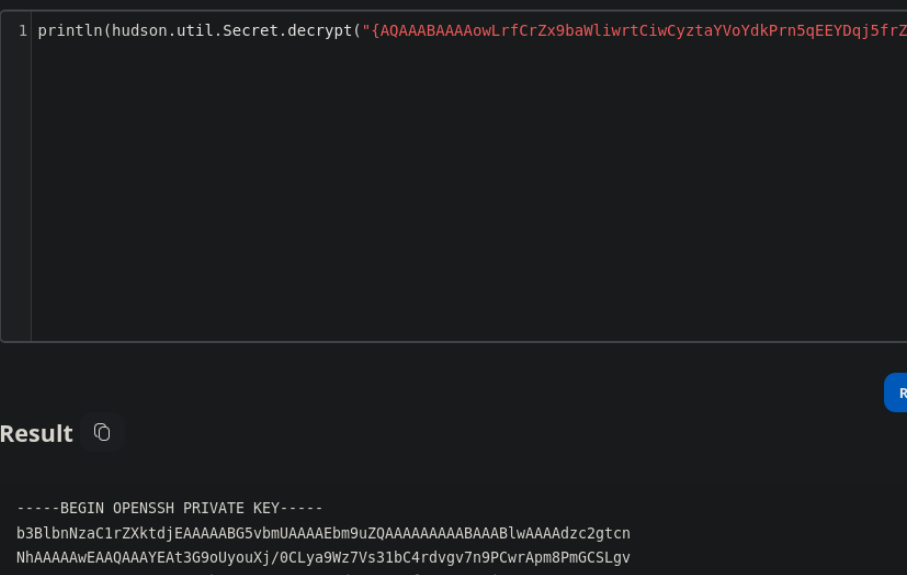 1 println(hudson.util.Secret.decrypt("{AQAAABAAAAowLrfCrZx9baWliwrtCiwCyztaYVoYdkPrn5qEEYDqj5frZ
R
Result
-----BEGIN OPENSSH PRIVATE KEY-----
b3BlbnNzaC1rZXktdjEAAAAABG5vbmUAAAAEbm9uZQAAAAAAAAABAAABlwAAAAdzc2gtcn
NhAAAAAwEAAQAAAYEAt3G9oUyouXj/0CLya9Wz7Vs31bC4rdvgv7n9PCwrApm8PmGCSLgv